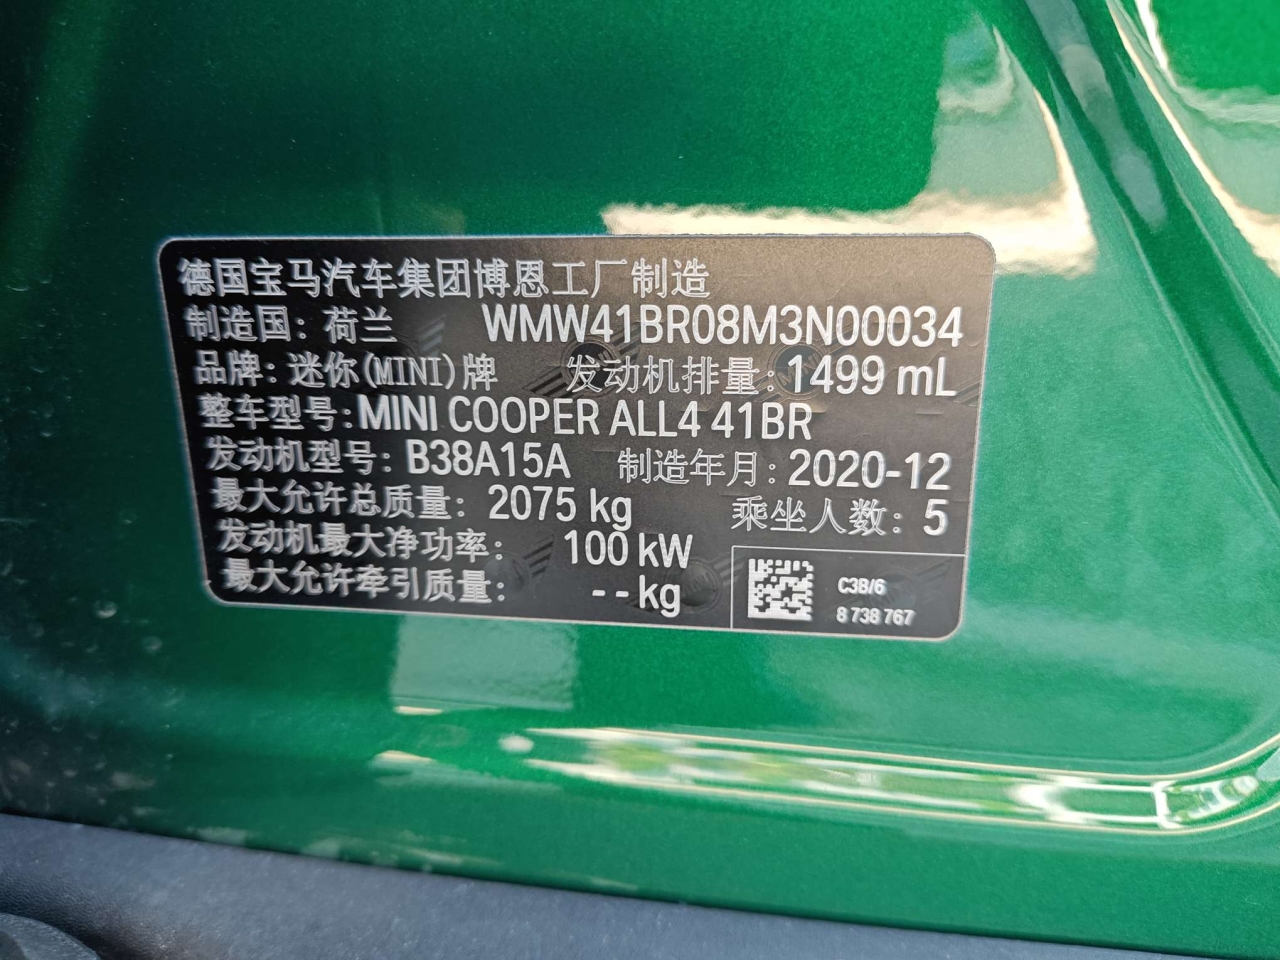 德国宝马汽车集团博恩工厂制造
制造国：荷兰 WMW41BR08M3N00034
品牌：迷你(MINI)牌 发动机排量：1499 mL
整车型号：MINI COOPER ALL4 41BR
发动机型号：B38A15A 制造年月：2020-12
最大允许总质量：2075 kg 乘坐人数：5
发动机最大净功率：100 kW
最大允许牵引质量：--kg
C3B/6
8 738 767